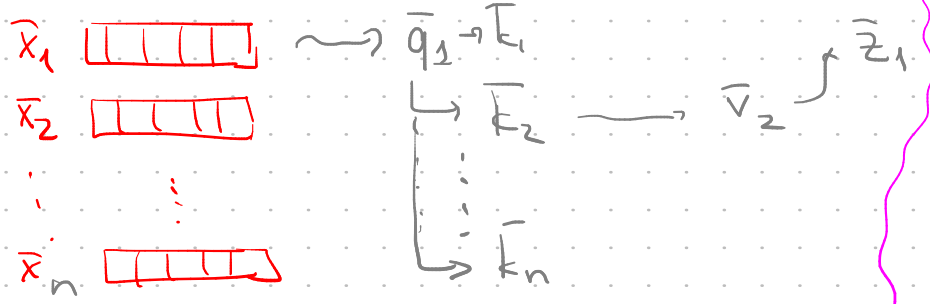 x̄₁ q̄₁ → k̄₁ z̄₁
x̄₂ k̄₂ → v̄₂
⋮ ⋮ ⋮ ⋮
x̄ₙ k̄ₙ